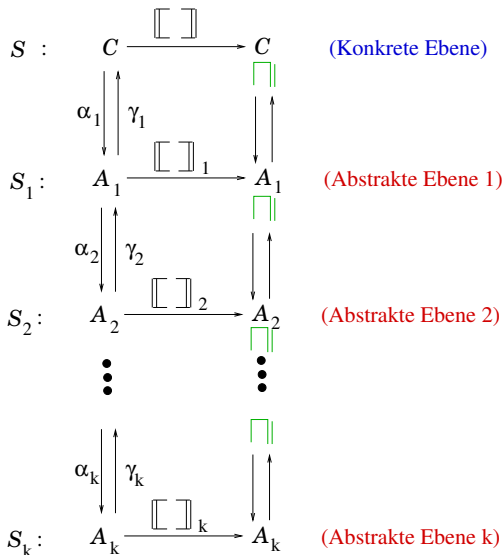 ⟦ ⟧
S : C C (Konkrete Ebene)
α1 γ1
⟦ ⟧1
S1 : A1 A1 (Abstrakte Ebene 1)
α2 γ2
⟦ ⟧2
S2 : A2 A2 (Abstrakte Ebene 2)
αk γk
⟦ ⟧k
Sk : Ak Ak (Abstrakte Ebene k)